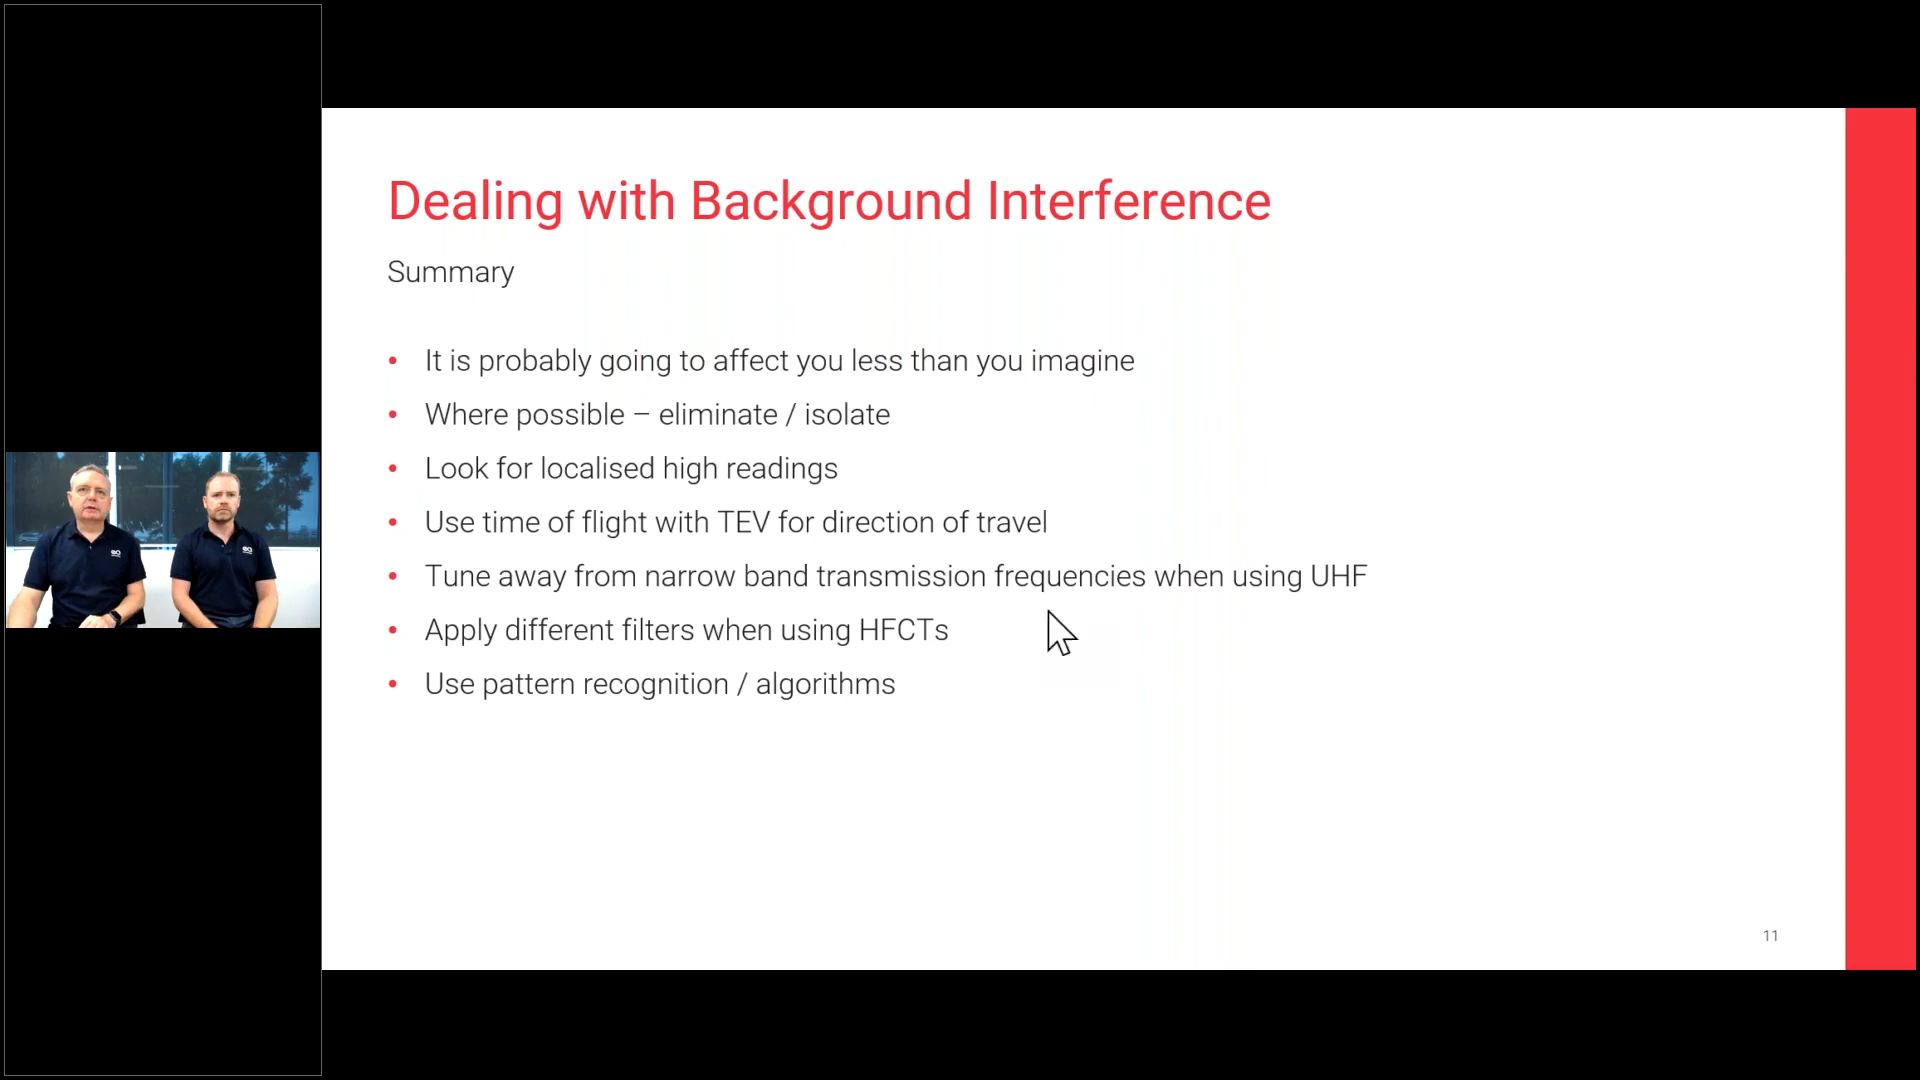 Dealing with Background Interference
Summary
• It is probably going to affect you less than you imagine
• Where possible – eliminate / isolate
• Look for localised high readings
• Use time of flight with TEV for direction of travel
• Tune away from narrow band transmission frequencies when using UHF
• Apply different filters when using HFCTs
• Use pattern recognition / algorithms
11